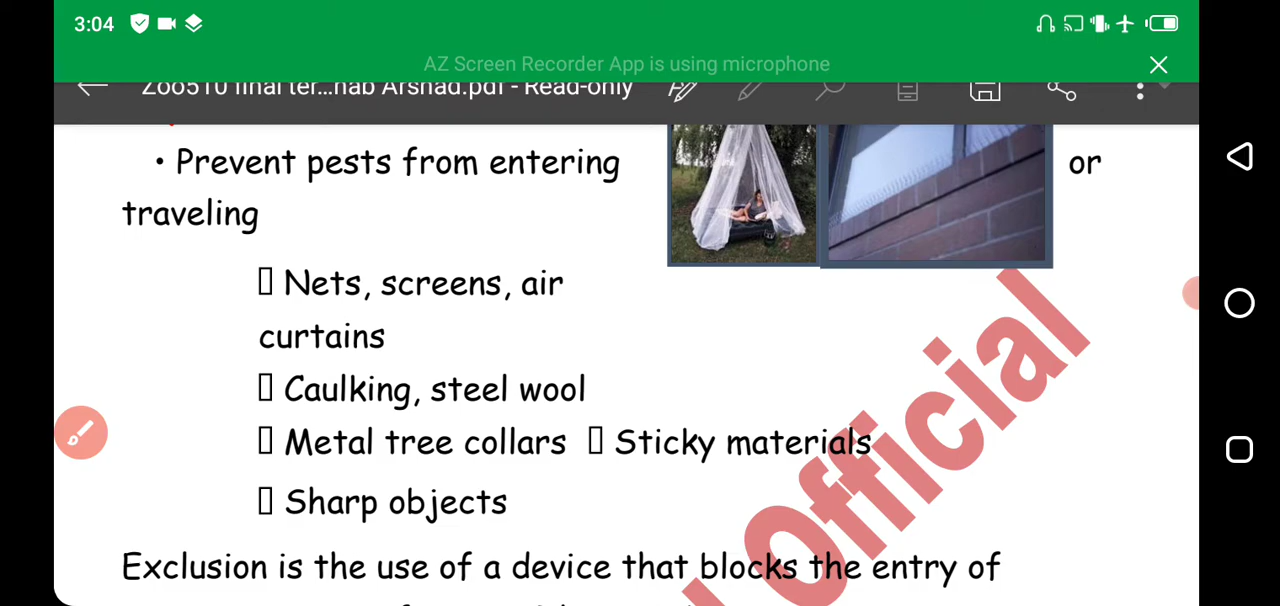 3:04
AZ Screen Recorder App is using microphone
Zoo510 final ter...nab Arshad.pdf - Read-only
• Prevent pests from entering or
traveling
Nets, screens, air
curtains
Caulking, steel wool
Metal tree collars Sticky materials
Sharp objects
Exclusion is the use of a device that blocks the entry of
Official